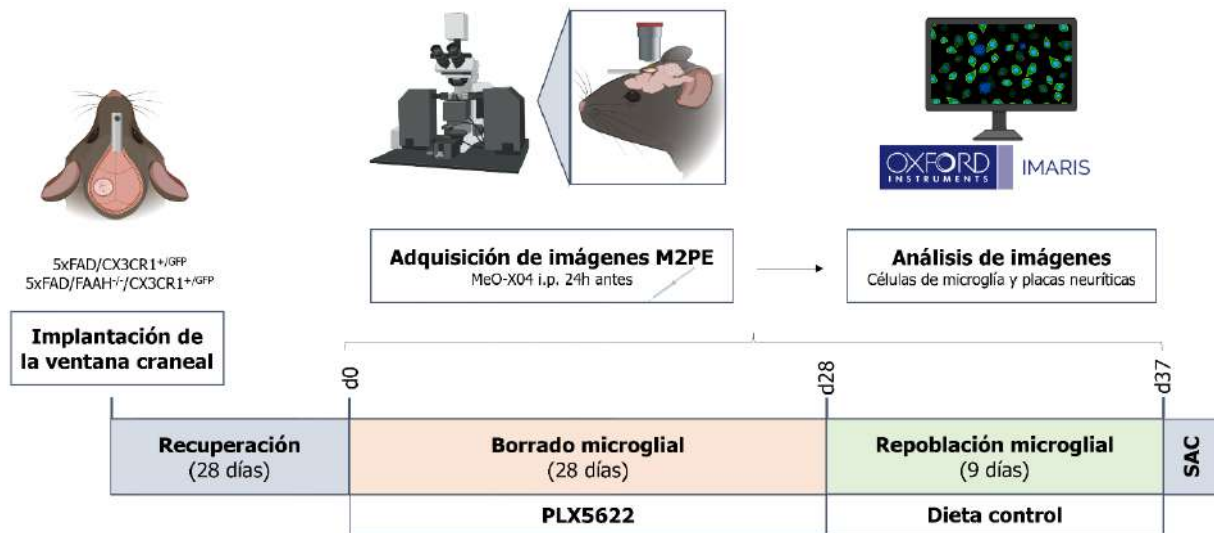 OXFORD
INSTRUMENTS
IMARIS
5xFAD/CX3CR1+/GFP
5xFAD/FAAH-/-/CX3CR1+/GFP
Adquisición de imágenes M2PE
MeO-X04 i.p. 24h antes
Análisis de imágenes
Células de microglía y placas neuríticas
Implantación de
la ventana craneal
d0
d28
d37
Recuperación
(28 días)
Borrado microglial
(28 días)
Repoblación microglial
(9 días)
SAC
PLX5622
Dieta control